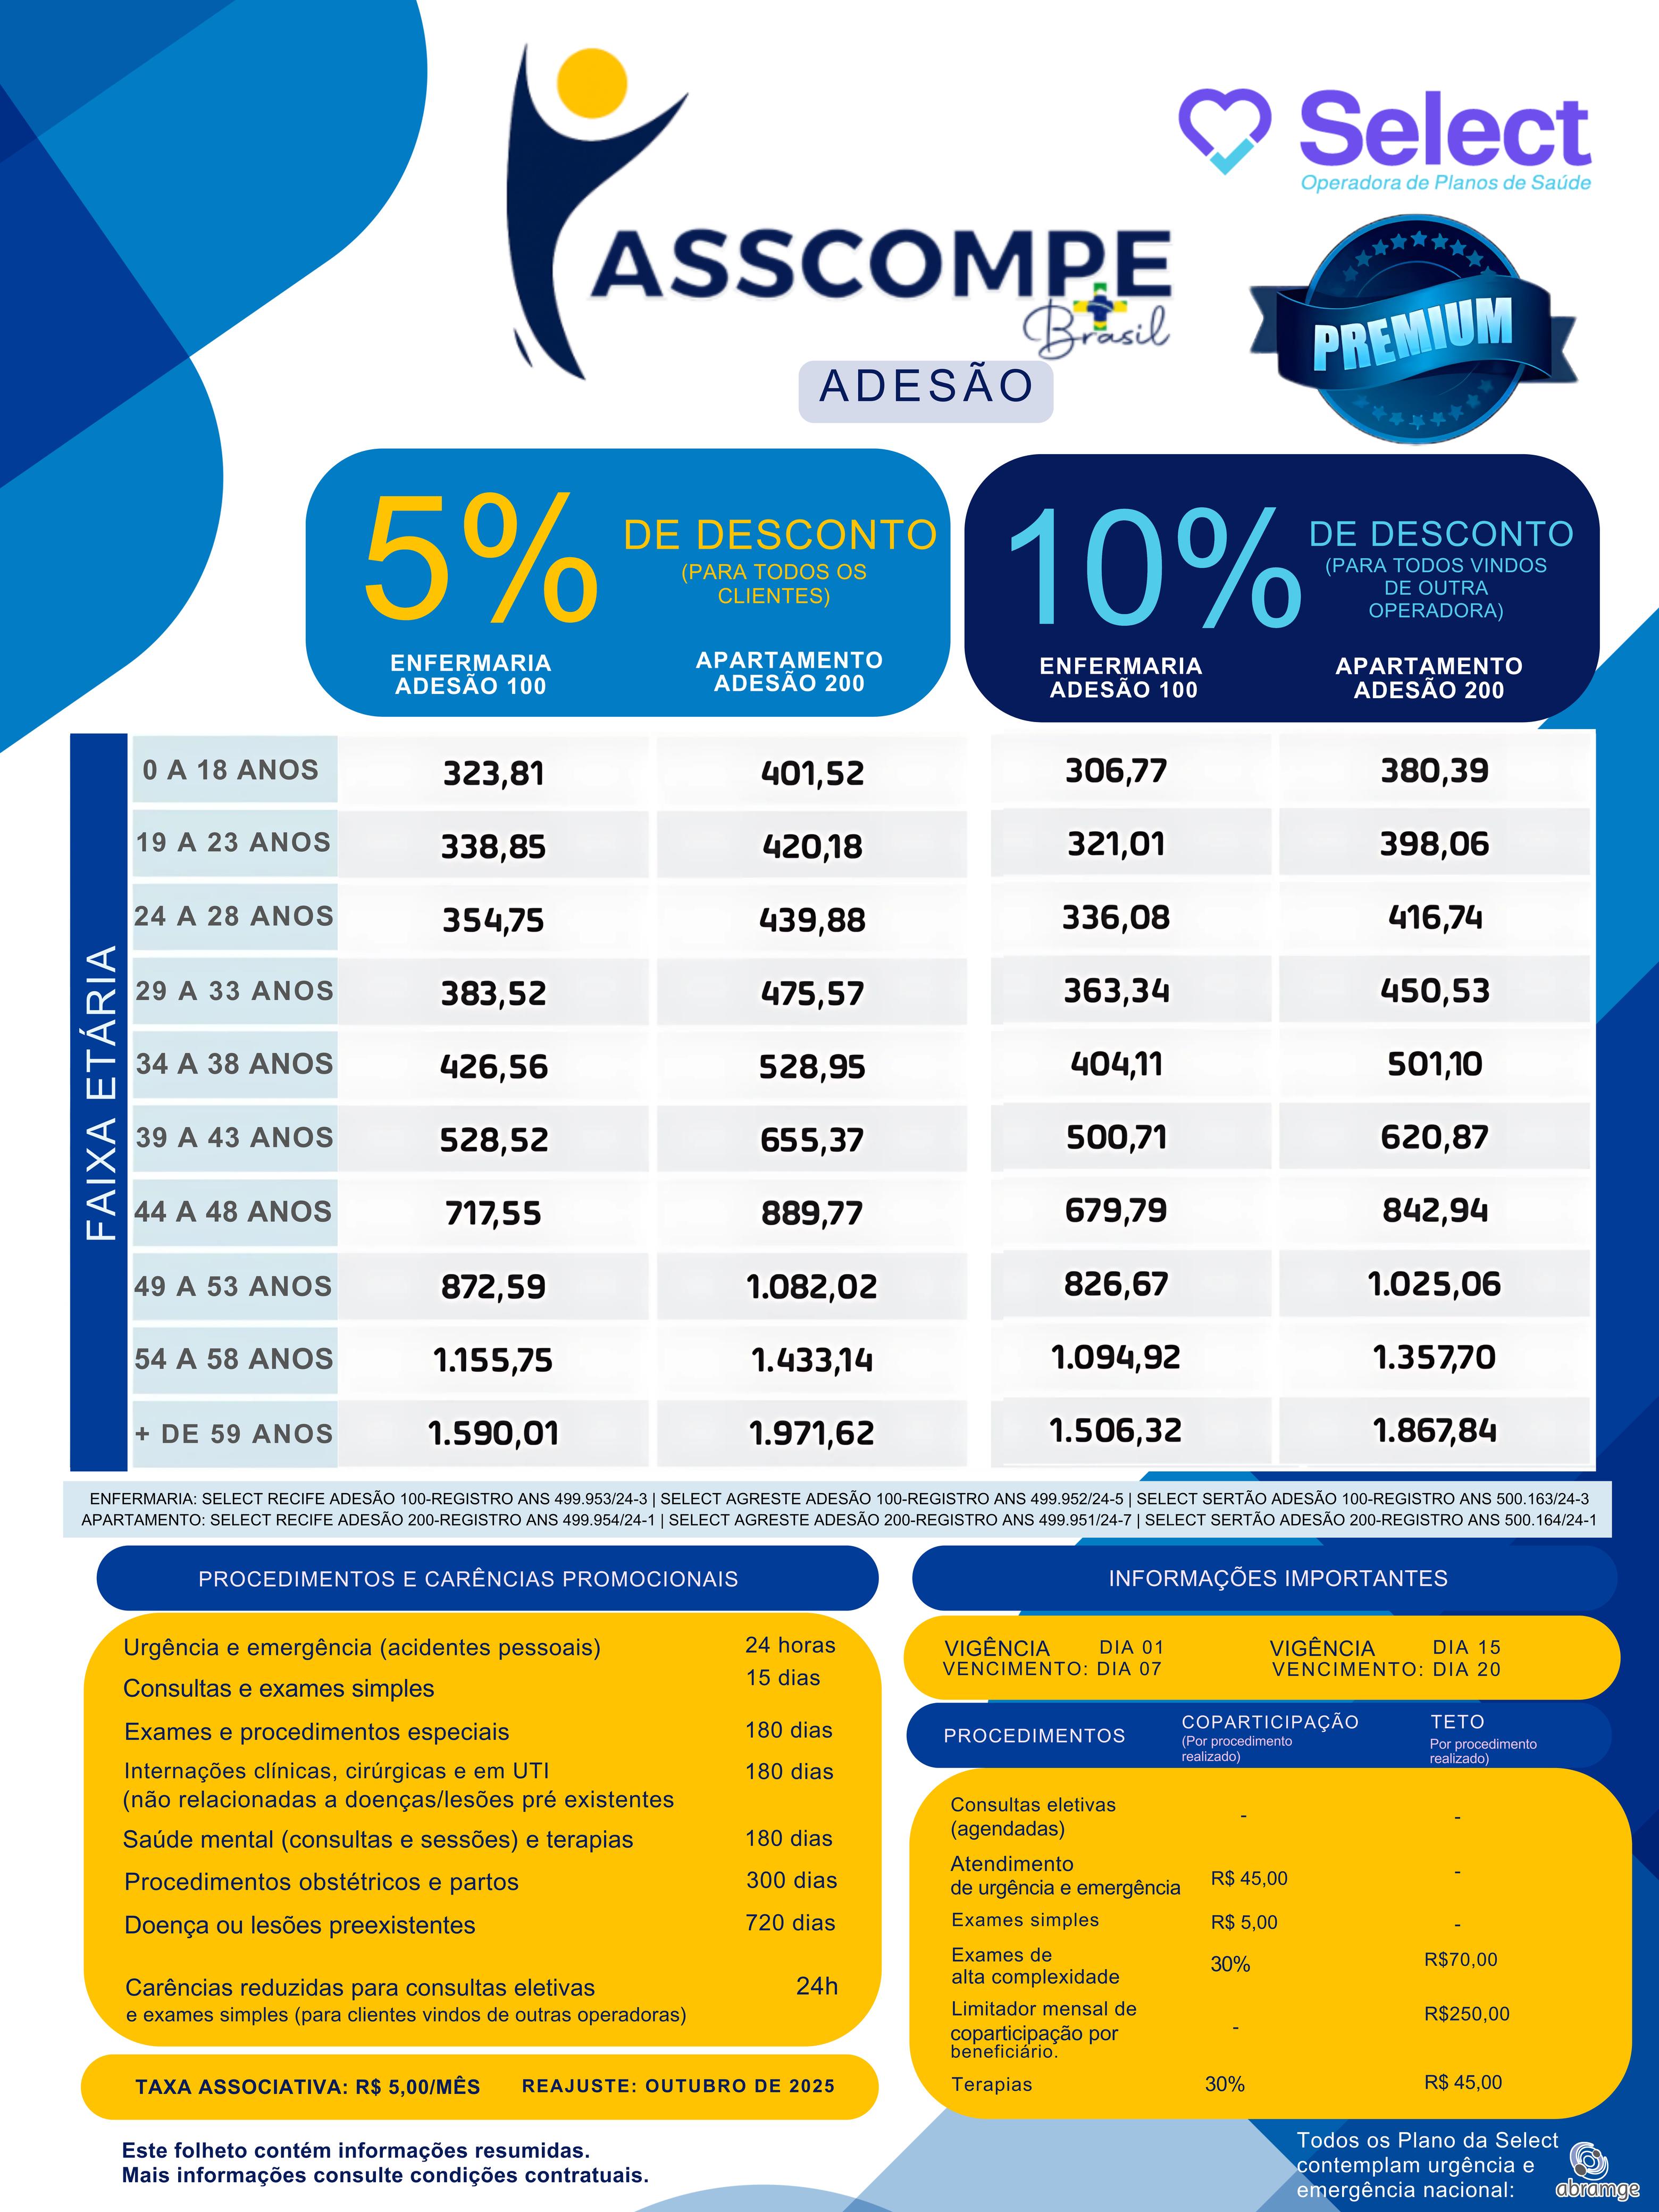 Select
Operadora de Planos de Saúde
ASSCOMPE
Brasil
PREMIUM
ADESÃO
5%
DE DESCONTO
(PARA TODOS OS
CLIENTES)
ENFERMARIA
ADESÃO 100
APARTAMENTO
ADESÃO 200
10%
DE DESCONTO
(PARA TODOS VINDOS
DE OUTRA
OPERADORA)
ENFERMARIA
ADESÃO 100
APARTAMENTO
ADESÃO 200
FAIXA ETÁRIA
0 A 18 ANOS 323,81 401,52 306,77 380,39
19 A 23 ANOS 338,85 420,18 321,01 398,06
24 A 28 ANOS 354,75 439,88 336,08 416,74
29 A 33 ANOS 383,52 475,57 363,34 450,53
34 A 38 ANOS 426,56 528,95 404,11 501,10
39 A 43 ANOS 528,52 655,37 500,71 620,87
44 A 48 ANOS 717,55 889,77 679,79 842,94
49 A 53 ANOS 872,59 1.082,02 826,67 1.025,06
54 A 58 ANOS 1.155,75 1.433,14 1.094,92 1.357,70
+ DE 59 ANOS 1.590,01 1.971,62 1.506,32 1.867,84
ENFERMARIA: SELECT RECIFE ADESÃO 100-REGISTRO ANS 499.953/24-3 | SELECT AGRESTE ADESÃO 100-REGISTRO ANS 499.952/24-5 | SELECT SERTÃO ADESÃO 100-REGISTRO ANS 500.163/24-3
APARTAMENTO: SELECT RECIFE ADESÃO 200-REGISTRO ANS 499.954/24-1 | SELECT AGRESTE ADESÃO 200-REGISTRO ANS 499.951/24-7 | SELECT SERTÃO ADESÃO 200-REGISTRO ANS 500.164/24-1
PROCEDIMENTOS E CARÊNCIAS PROMOCIONAIS
Urgência e emergência (acidentes pessoais) 24 horas
Consultas e exames simples 15 dias
Exames e procedimentos especiais 180 dias
Internações clínicas, cirúrgicas e em UTI 180 dias
(não relacionadas a doenças/lesões pré existentes
Saúde mental (consultas e sessões) e terapias 180 dias
Procedimentos obstétricos e partos 300 dias
Doença ou lesões preexistentes 720 dias
Carências reduzidas para consultas eletivas 24h
e exames simples (para clientes vindos de outras operadoras)
TAXA ASSOCIATIVA: R$ 5,00/MÊS REAJUSTE: OUTUBRO DE 2025
Este folheto contém informações resumidas.
Mais informações consulte condições contratuais.
INFORMAÇÕES IMPORTANTES
VIGÊNCIA DIA 01 VIGÊNCIA DIA 15
VENCIMENTO: DIA 07 VENCIMENTO: DIA 20
PROCEDIMENTOS
COPARTICIPAÇÃO
(Por procedimento
realizado)
TETO
Por procedimento
realizado)
Consultas eletivas
(agendadas) - -
Atendimento
de urgência e emergência R$ 45,00 -
Exames simples R$ 5,00 -
Exames de
alta complexidade 30% R$70,00
Limitador mensal de
coparticipação por
beneficiário. - R$250,00
Terapias 30% R$ 45,00
Todos os Plano da Select
contemplam urgência e
emergência nacional:
abramge